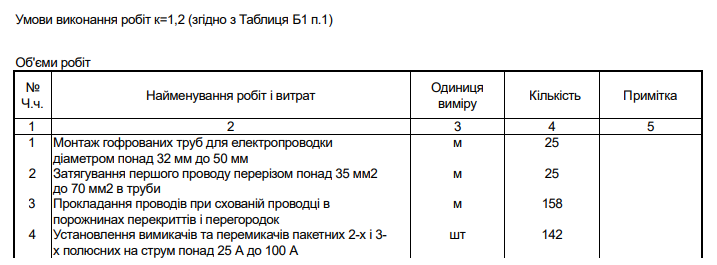 Умови виконання робіт к=1,2 (згідно з Таблиця Б1 п.1)
Об'єми робіт
№ Ч.ч. Найменування робіт і витрат Одиниця виміру Кількість Примітка
1 2 3 4 5
1 Монтаж гофрованих труб для електропроводки м 25
діаметром понад 32 мм до 50 мм
2 Затягування першого проводу перерізом понад 35 мм2 м 25
до 70 мм2 в труби
3 Прокладання проводів при схованій проводці в м 158
порожнинах перекриттів і перегородок
4 Установлення вимикачів та перемикачів пакетних 2-х і 3- шт 142
х полюсних на струм понад 25 А до 100 А